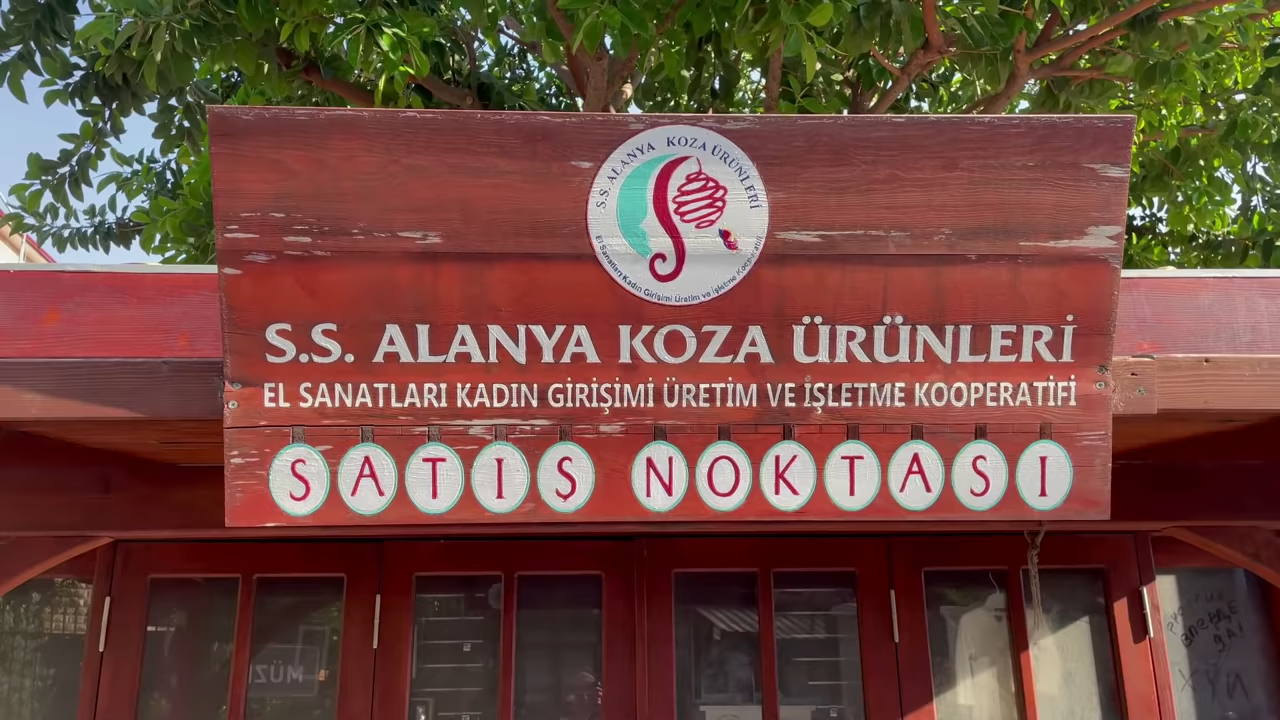 S.S ALANYA KOZA ÜRÜNLERİ
El Sanatları Kadın Girişimi Üretim ve İşletme Kooperatifi
S.S. ALANYA KOZA ÜRÜNLERİ
EL SANATLARI KADIN GİRİŞİMİ ÜRETİM VE İŞLETME KOOPERATİFİ
SATIŞ NOKTASI
MÜZ